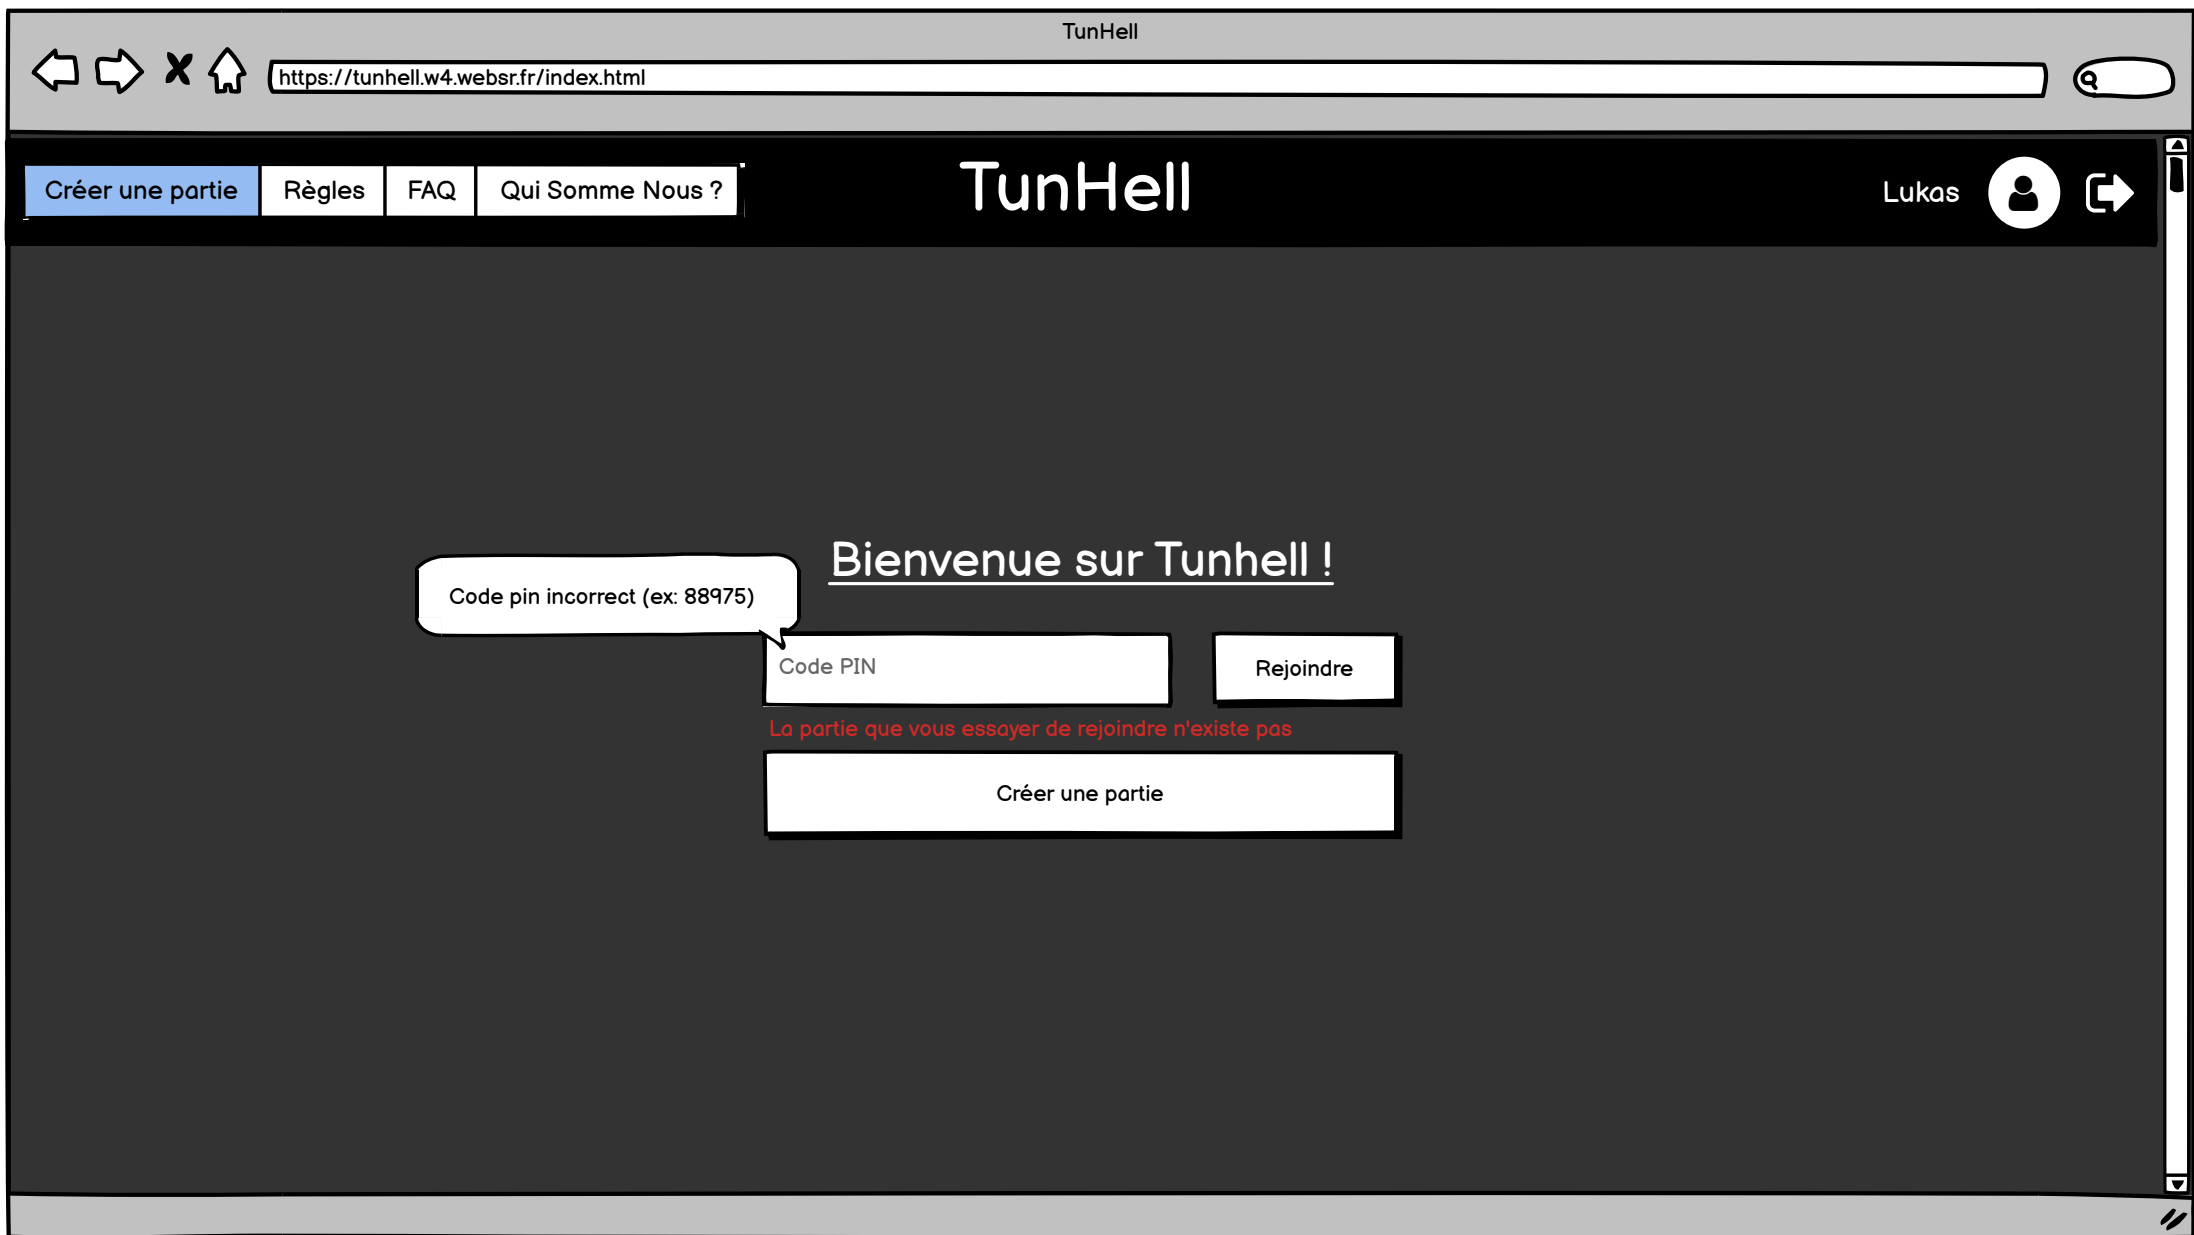 TunHell
https://tunhell.w4.websr.fr/index.html
Créer une partie Règles FAQ Qui Somme Nous ?
TunHell
Lukas
Bienvenue sur Tunhell !
Code pin incorrect (ex: 88975)
Code PIN
Rejoindre
La partie que vous essayer de rejoindre n'existe pas
Créer une partie